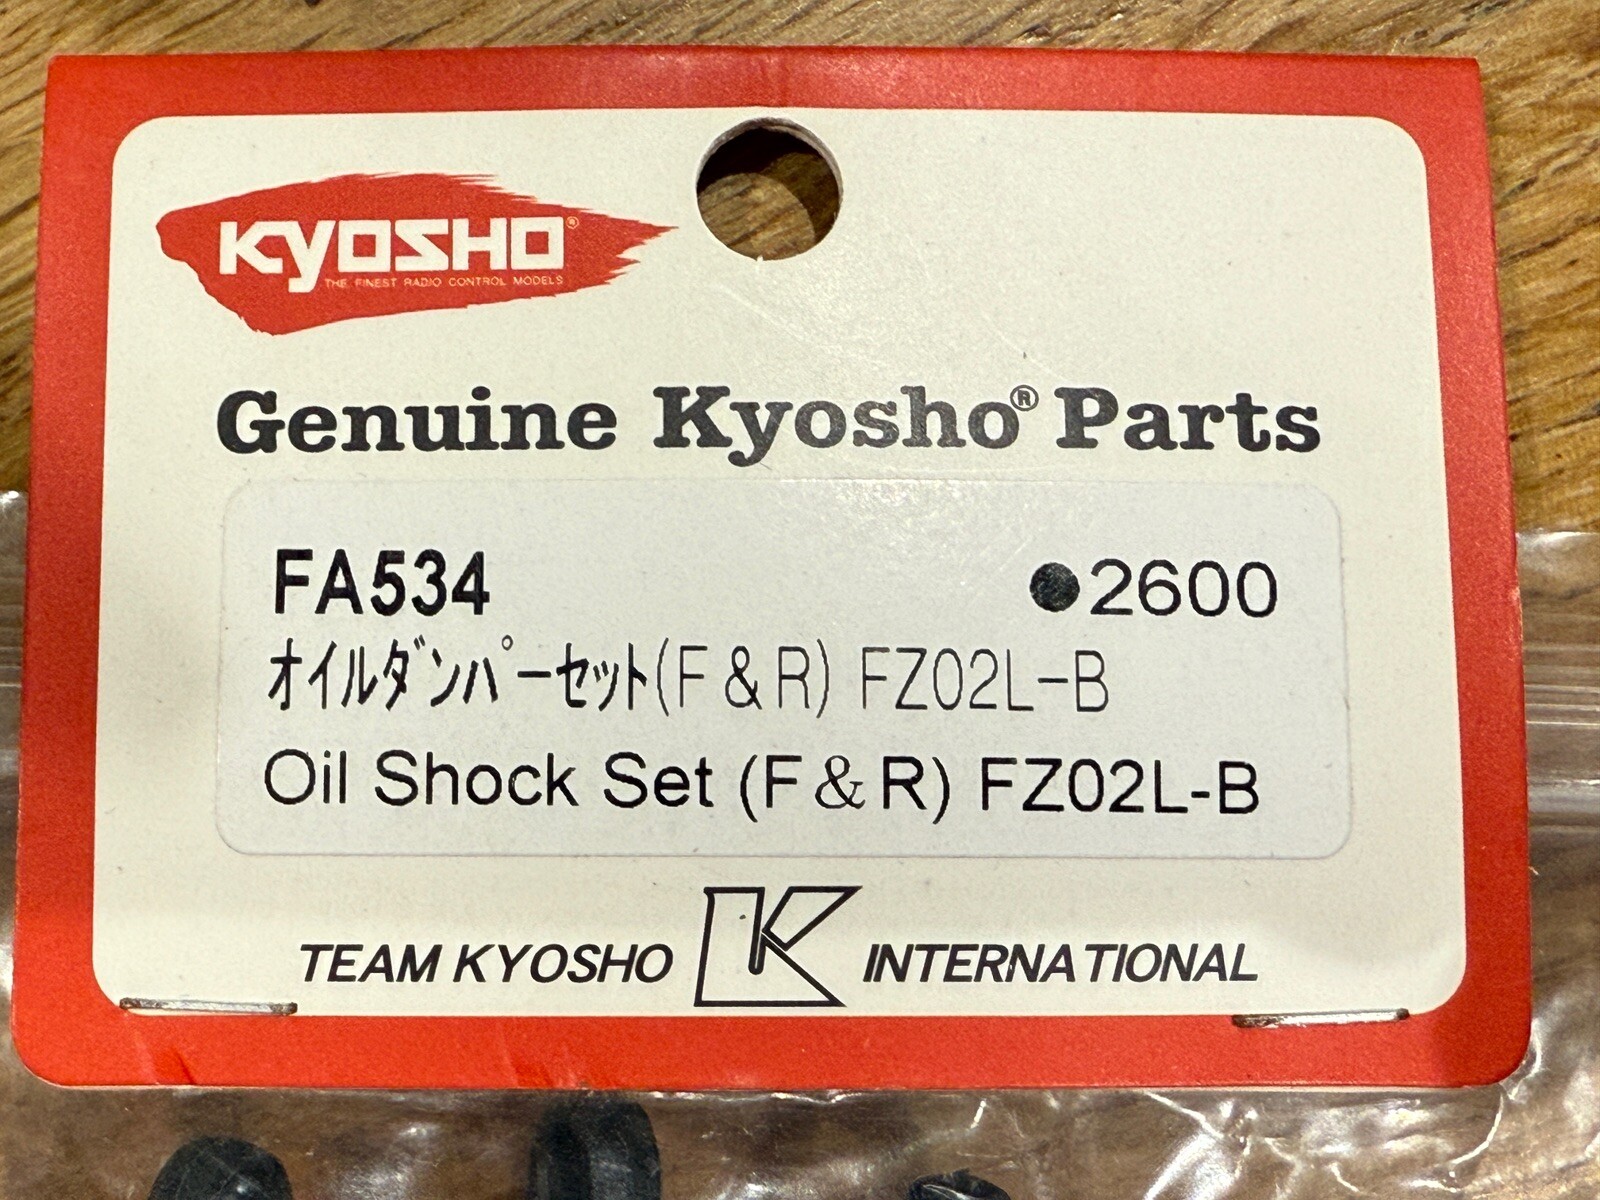 KYOSHO®
THE FINEST RADIO CONTROL MODELS
Genuine Kyosho® Parts
FA534 ●2600
ｵｲﾙﾀﾞﾝﾊﾟｰｾｯﾄ(F&R) FZ02L-B
Oil Shock Set (F&R) FZ02L-B
TEAM KYOSHO K INTERNATIONAL